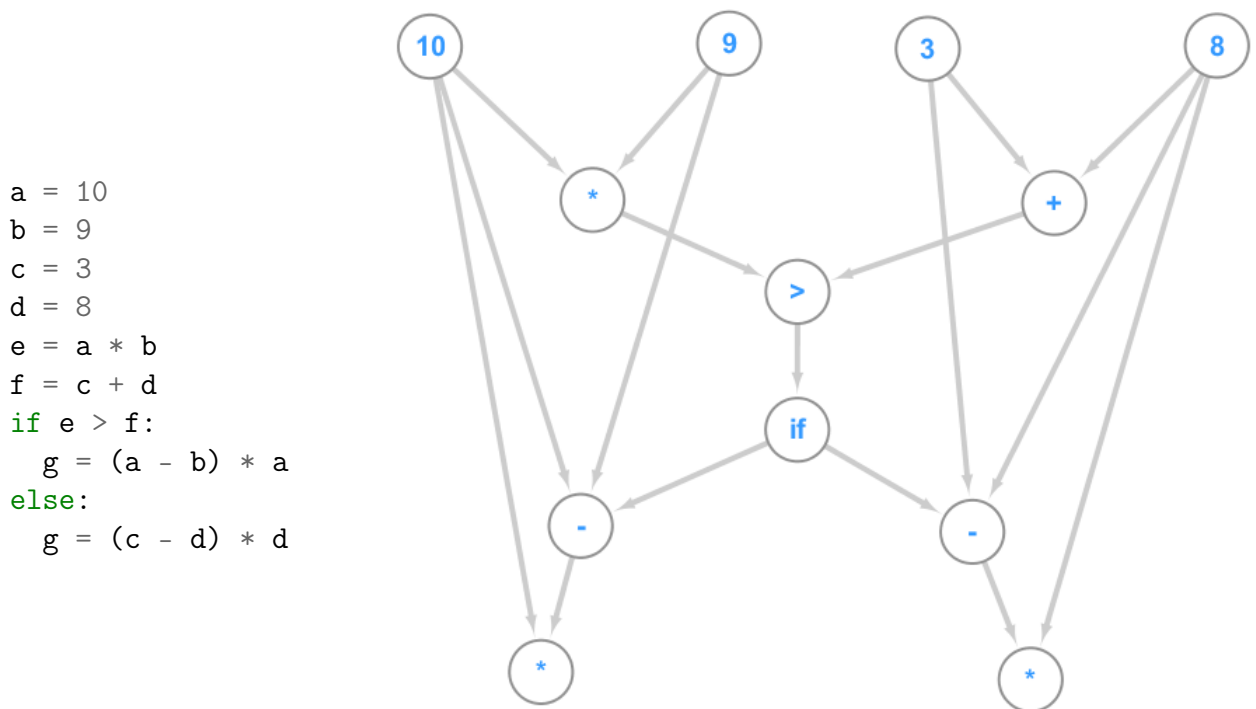 a = 10
b = 9
c = 3
d = 8
e = a * b
f = c + d
if e > f:
  g = (a - b) * a
else:
  g = (c - d) * d
10
9
3
8
*
+
>
if
-
-
*
*